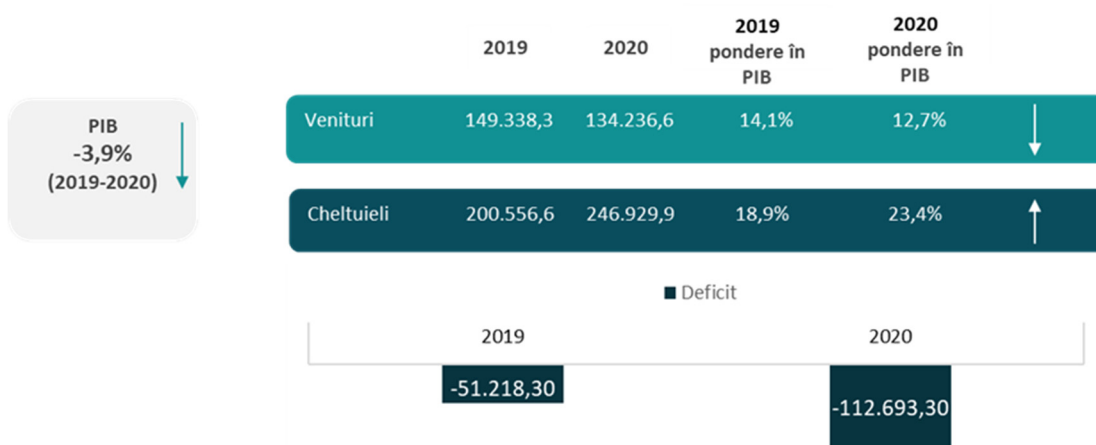 PIB
-3,9%
(2019-2020)
2019 2020 2019 pondere în PIB 2020 pondere în PIB
Venituri 149.338,3 134.236,6 14,1% 12,7%
Cheltuieli 200.556,6 246.929,9 18,9% 23,4%
Deficit
2019 2020
-51.218,30 -112.693,30